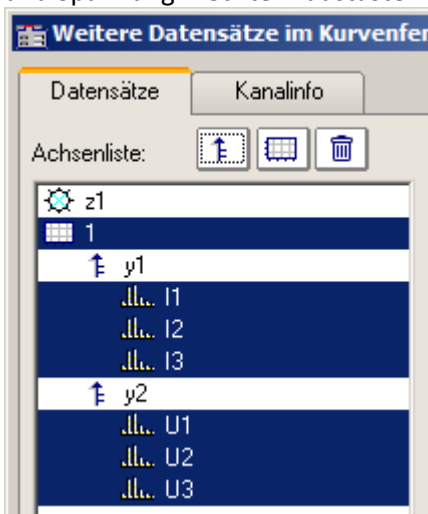 Weitere Datensätze im Kurvenfen
Datensätze Kanalinfo
Achsenliste:
z1
1
y1
I1
I2
I3
y2
U1
U2
U3